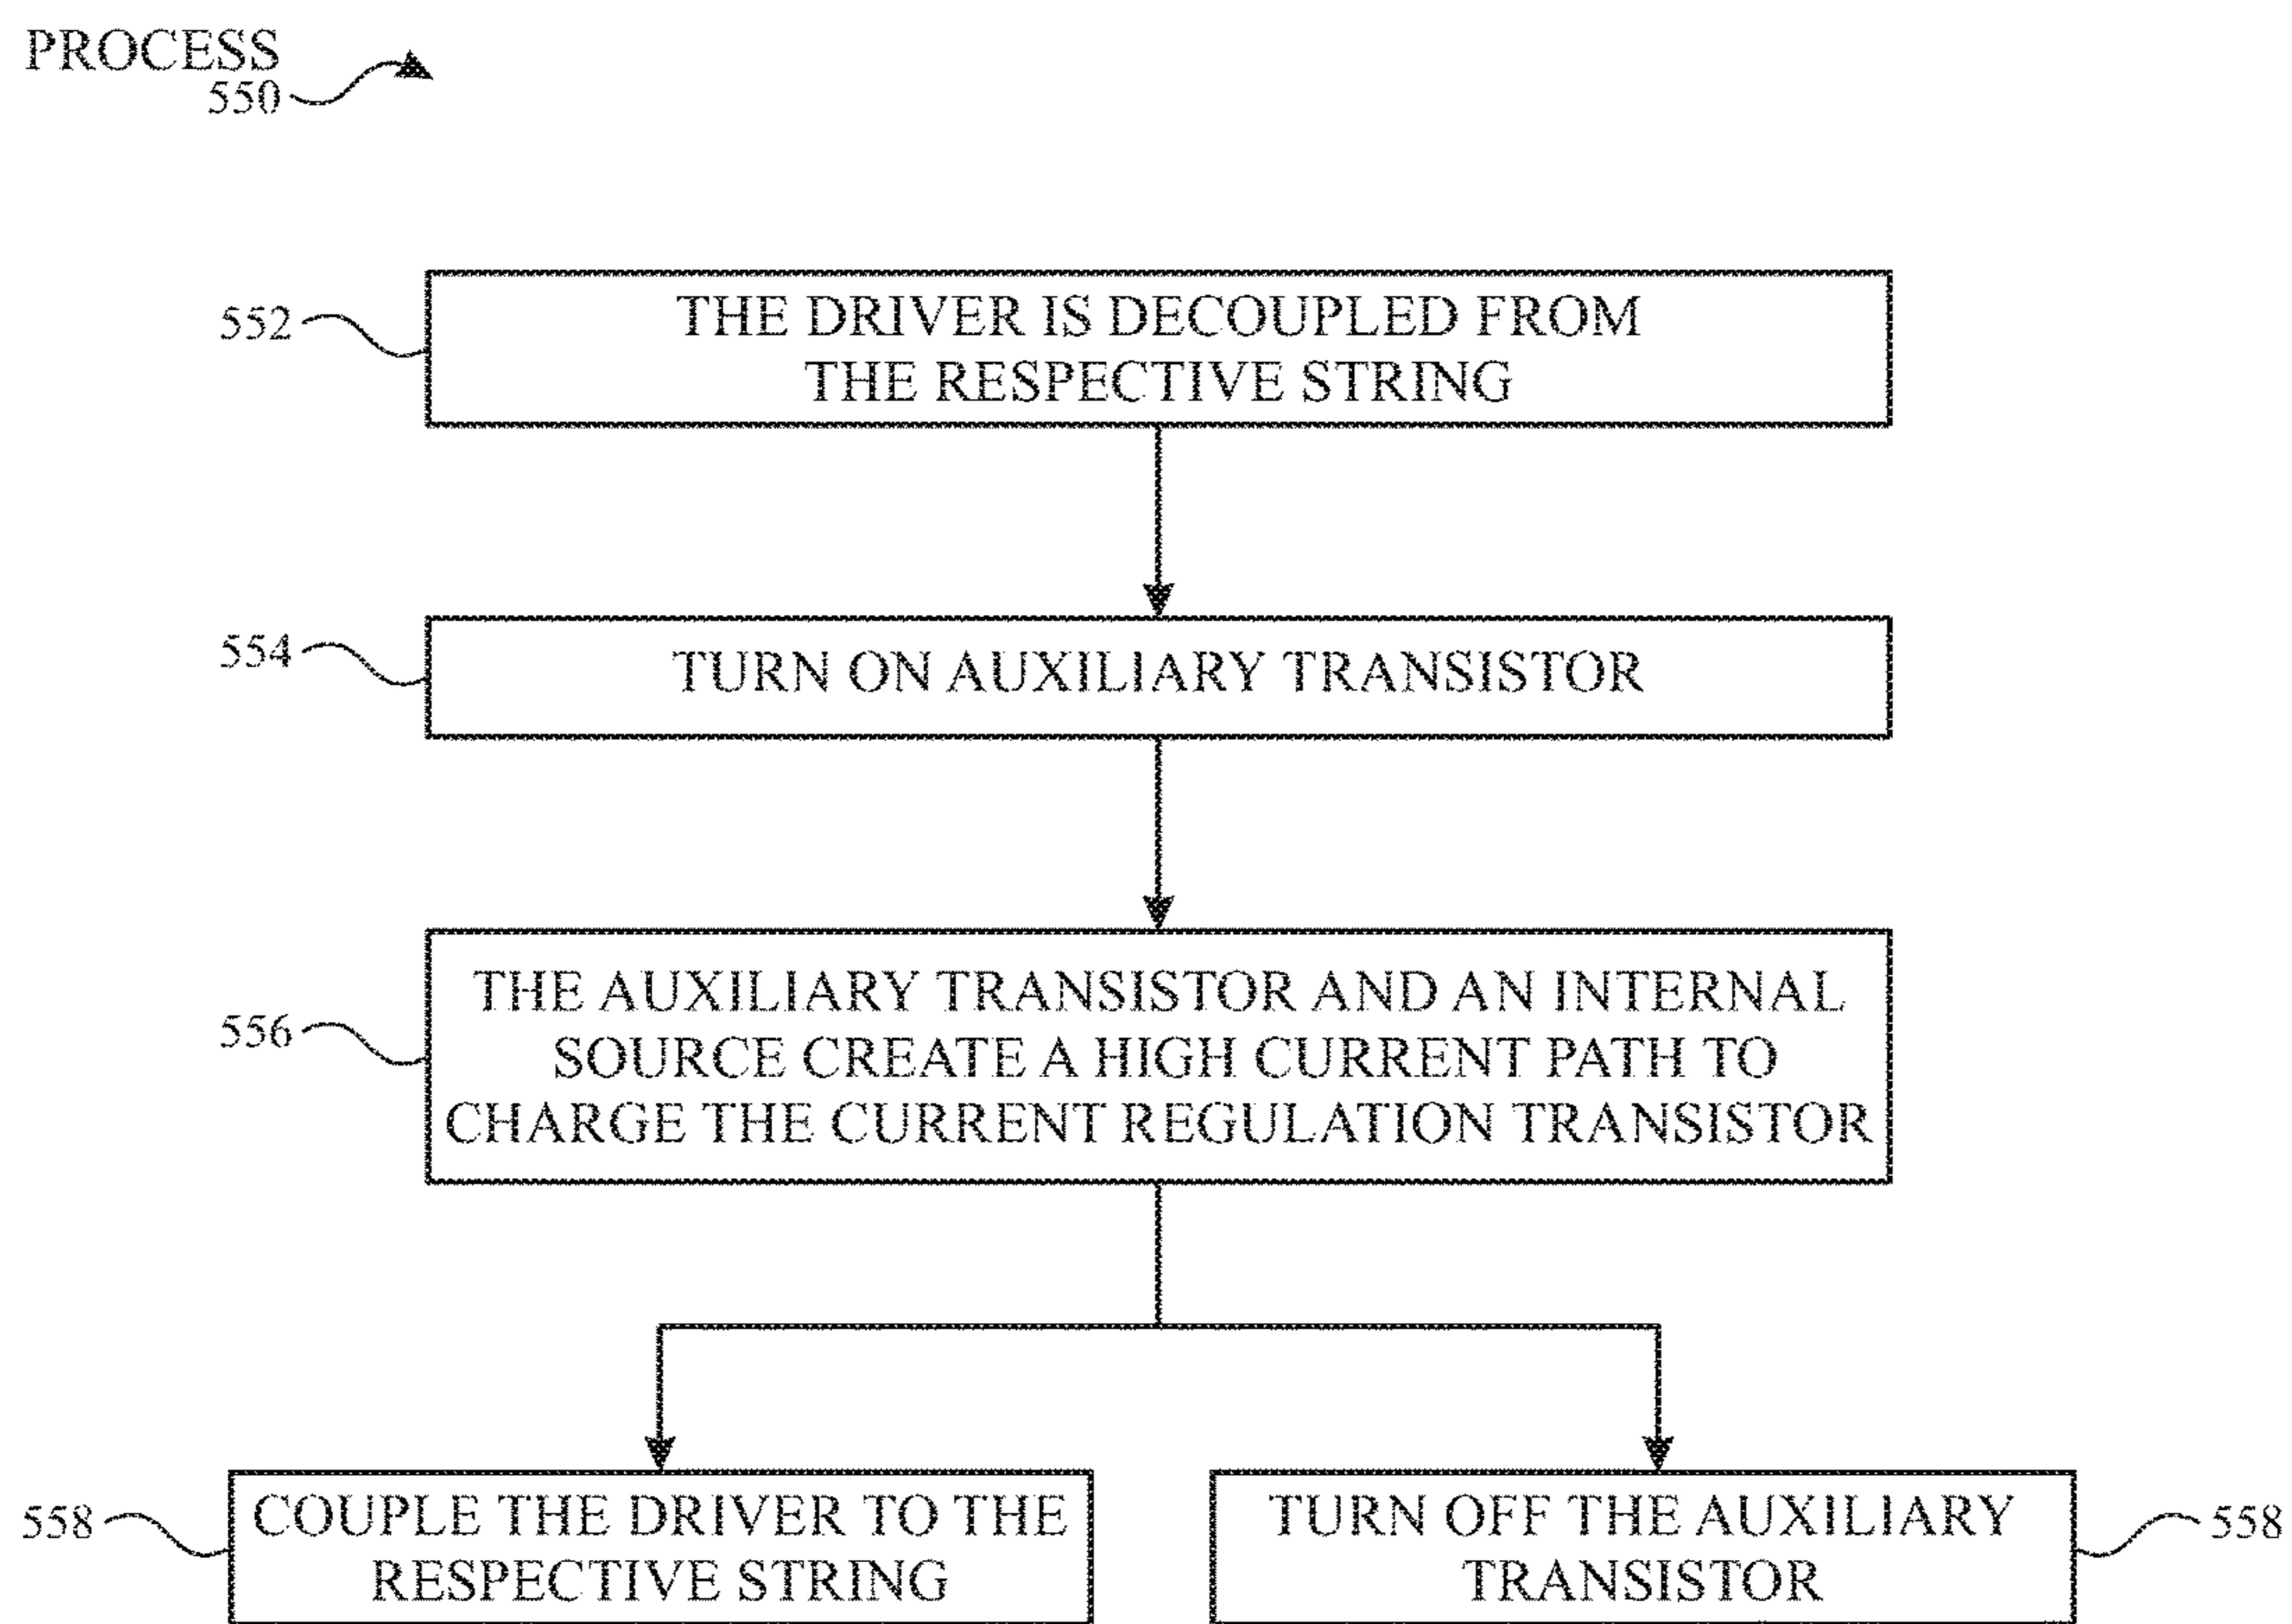 PROCESS
550
552
THE DRIVER IS DECOUPLED FROM
THE RESPECTIVE STRING
554
TURN ON AUXILIARY TRANSISTOR
556
THE AUXILIARY TRANSISTOR AND AN INTERNAL
SOURCE CREATE A HIGH CURRENT PATH TO
CHARGE THE CURRENT REGULATION TRANSISTOR
558
COUPLE THE DRIVER TO THE
RESPECTIVE STRING
TURN OFF THE AUXILIARY
TRANSISTOR
558